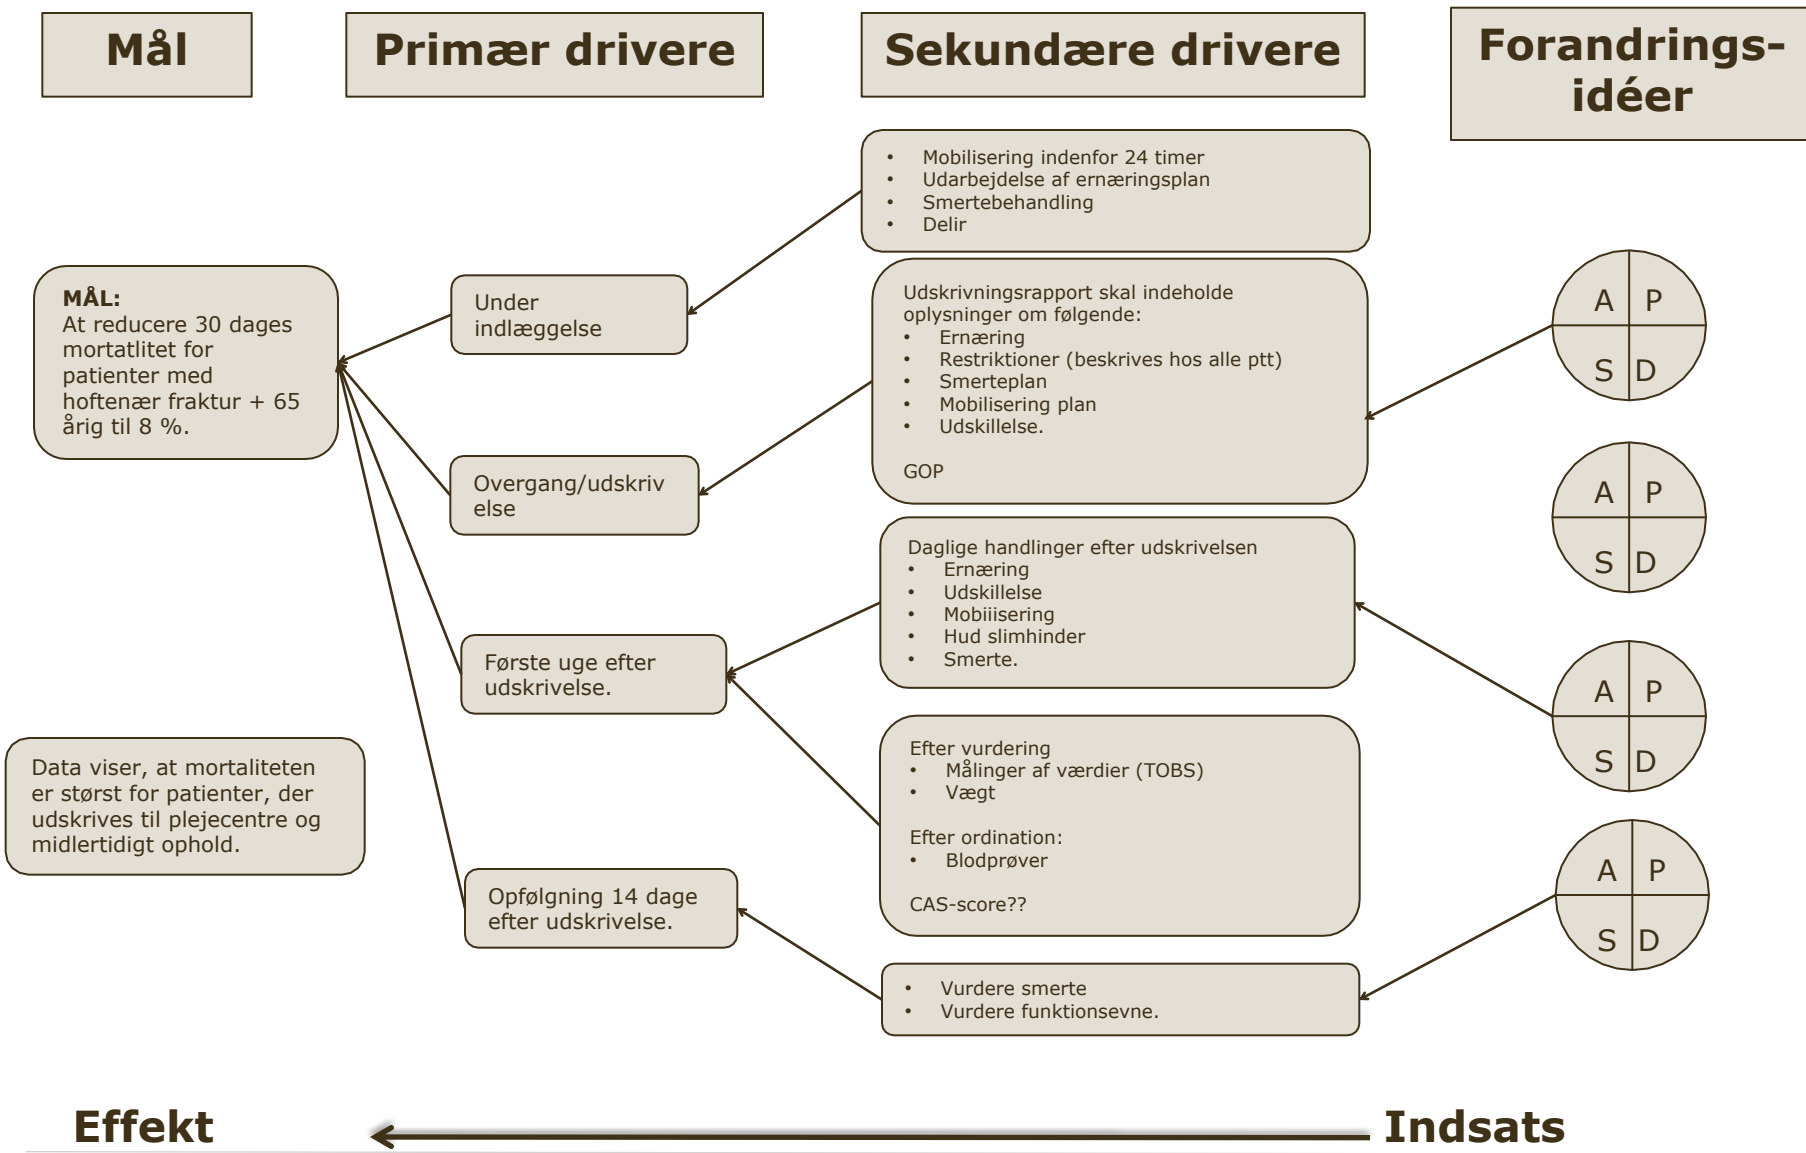 Mål
Primær drivere
Sekundære drivere
Forandrings-
idéer
• Mobilisering indenfor 24 timer
• Udarbejdelse af ernæringsplan
• Smertebehandling
• Delir
MÅL:
At reducere 30 dages
mortatlitet for
patienter med
hoftenær fraktur + 65
årig til 8 %.
Under
indlæggelse
Udskrivningsrapport skal indeholde
oplysninger om følgende:
• Ernæring
• Restriktioner (beskrives hos alle ptt)
• Smerteplan
• Mobilisering plan
• Udskillelse.
GOP
A P
S D
Overgang/udskriv
else
A P
S D
Daglige handlinger efter udskrivelsen
• Ernæring
• Udskillelse
• Mobiiisering
• Hud slimhinder
• Smerte.
Første uge efter
udskrivelse.
A P
S D
Data viser, at mortaliteten
er størst for patienter, der
udskrives til plejecentre og
midlertidigt ophold.
Efter vurdering
• Målinger af værdier (TOBS)
• Vægt
Efter ordination:
• Blodprøver
CAS-score??
Opfølgning 14 dage
efter udskrivelse.
A P
S D
• Vurdere smerte
• Vurdere funktionsevne.
Effekt
Indsats